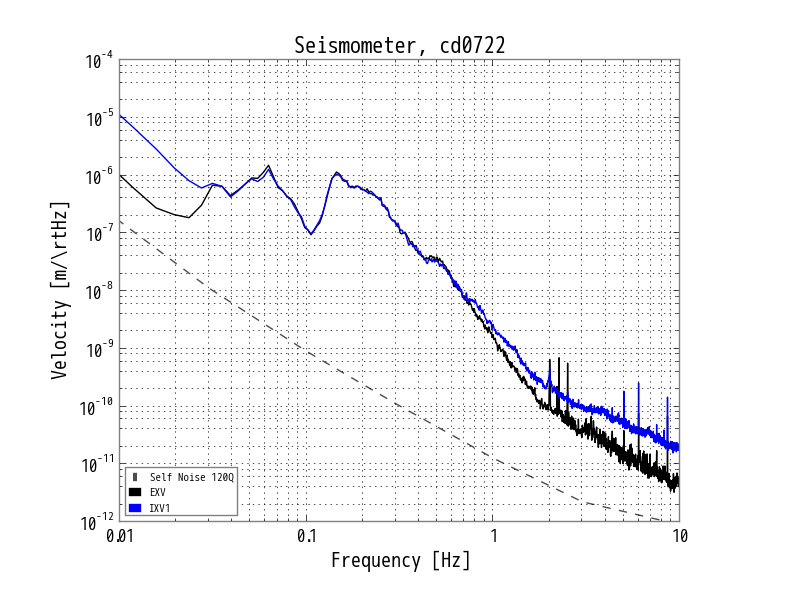 Seismometer, cd0722
10^-4
10^-5
10^-6
10^-7
10^-8
10^-9
10^-10
10^-11
10^-12
Velocity [m/\rtHz]
Self Noise 120Q
EXV
IXV1
0.01 0.1 1 10
Frequency [Hz]